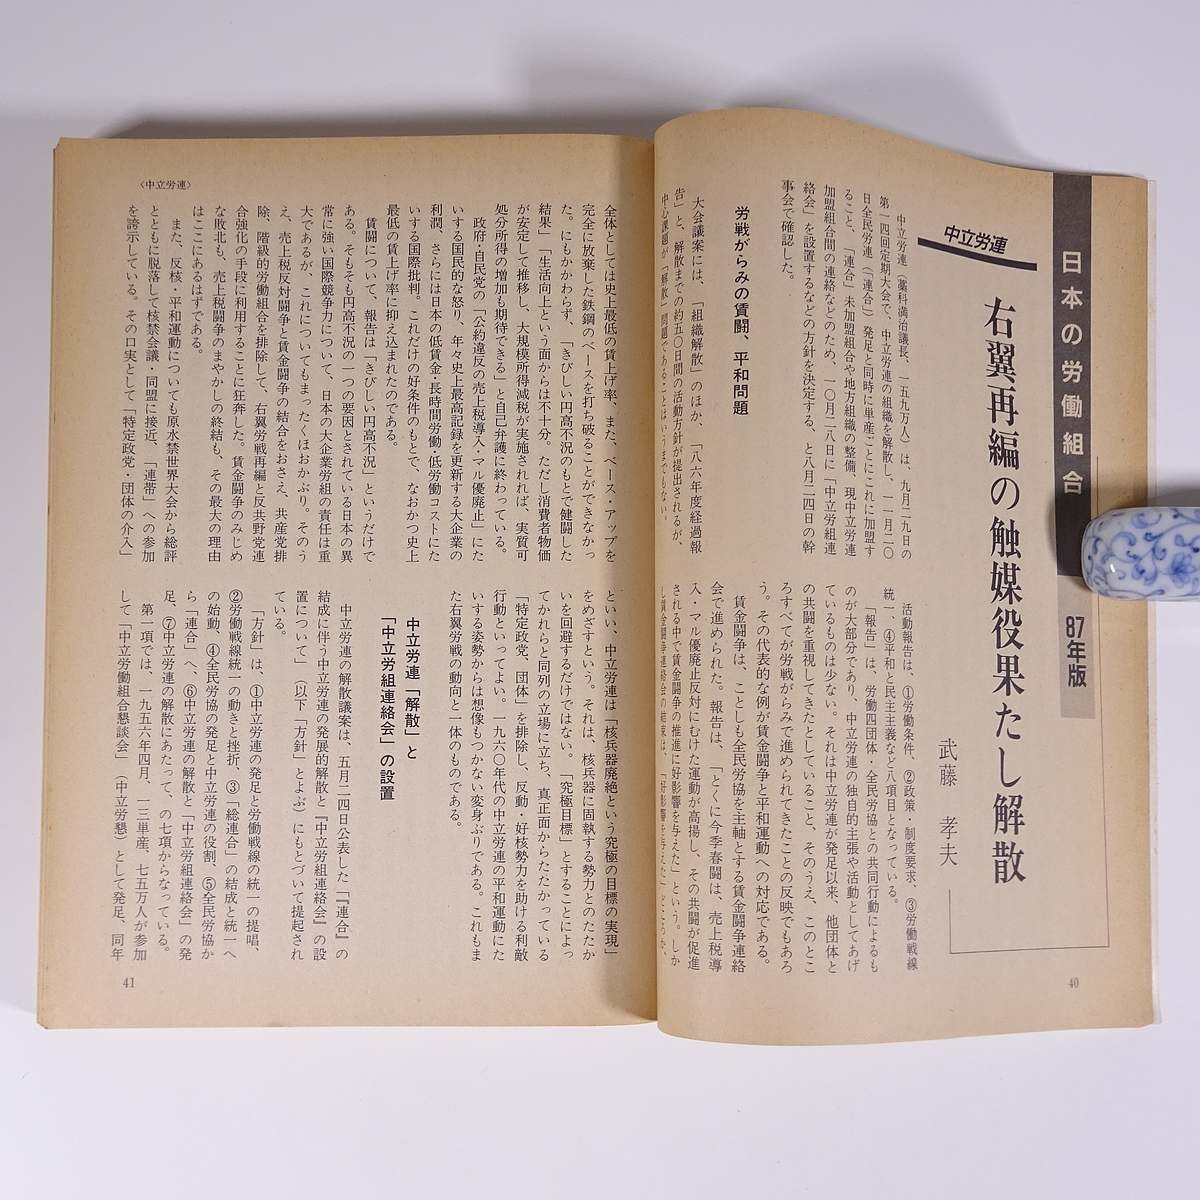 日本の労働組合
87年版
中立労連
右翼再編の触媒役果たし解散
武藤 孝夫
中立労連（藁科満治議長、一五九万人）は、九月二九日の
第一四回定期大会で、中立労連の組織を解散し、一一月二〇
日全民労連（「連合」）発足と同時に単産ごとにこれに加盟す
ること、「連合」未加盟組合や地方組織の整備、現中立労連
加盟組合間の連絡などのため、一〇月二八日に「中立労組連
絡会」を設置するなどの方針を決定する、と八月二四日の幹
事会で確認した。
労戦がらみの賃闘、平和問題
大会議案には、「組織解散」のほか、「八六年度経過報
告」と、解散までの約五〇日間の活動方針が提出されるが、
中心課題が「解散」問題であることはいうまでもない。
活動報告は、①労働条件、②政策・制度要求、③労働戦線
統一、④平和と民主主義など八項目となっている。
「報告」は、労働四団体・全民労協との共同行動によるも
のが大部分であり、中立労連の独自的主張や活動としてあげ
ているものは少ない。それは中立労連が発足以来、他団体と
の共闘を重視してきたとしていること、そのうえ、このとこ
ろすべてが労戦がらみで進められてきたことの反映でもあろ
う。その代表的な例が賃金闘争と平和運動への対応である。
賃金闘争は、ことしも全民労協を主軸とする賃金闘争連絡
会で進められた。報告は、「とくに今季春闘は、売上税導
入・マル優廃止反対にむけた運動が高揚し、その共闘が促進
される中で賃金闘争の推進に好影響を与えた」という。しか
し賃金闘争連絡会の結果は、「好影響を与えた」どころか、
40
〈中立労連〉
全体としては史上最低の賃上げ率、また、ベース・アップを
完全に放棄した鉄鋼のペースを打ち破ることができなかっ
た。にもかかわらず、「きびしい円高不況のもとで健闘した
結果」「生活向上という面からは不十分。ただし消費者物価
が安定して推移し、大規模所得減税が実施されれば、実質可
処分所得の増加も期待できる」と自己弁護に終わっている。
政府・自民党の「公約違反の売上税導入・マル優廃止」にた
いする国民的な怒り、年々史上最高記録を更新する大企業の
利潤、さらには日本の低賃金・長時間労働・低労働コストにた
いする国際批判。これだけの好条件のもとで、なおかつ史上
最低の賃上げ率に抑え込まれたのである。
賃闘について、報告は「きびしい円高不況」というだけで
ある。そもそも円高不況の一つの要因とされている日本の異
常に強い国際競争力について、日本の大企業労組の責任は重
大であるが、これについてもまったくほおかぶり。そのう
え、売上税反対闘争と賃金闘争の結合をおさえ、共産党排
除、階級的労働組合を排除して、右翼労戦再編と反共野党連
合強化の手段に利用することに狂奔した。賃金闘争のみじめ
な敗北も、売上税闘争のまやかしの終結も、その最大の理由
はここにあるはずである。
また、反核・平和運動についても原水禁世界大会から総評
とともに脱落して核禁会議・同盟に接近、「連帯」への参加
を誇示している。その口実として「特定政党・団体の介入」
といい、中立労連は「核兵器廃絶という究極の目標の実現」
をめざすという。それは、核兵器に固執する勢力とのたたか
いを回避するだけではない。「究極目標」とすることによっ
てかれらと同列の立場に立ち、真正面からたたかっている
「特定政党、団体」を排除し、反動・好核勢力を助ける利敵
行動といってよい。一九六〇年代の中立労連の平和運動にた
いする姿勢からは想像もつかない変身ぶりである。これもま
た右翼労戦の動向と一体のものである。
中立労連「解散」と
「中立労組連絡会」の設置
中立労連の解散議案は、五月二四日公表した『「連合」の
結成に伴う中立労連の発展的解散と『中立労組連絡会』の設
置について」（以下「方針」とよぶ）にもとづいて提起され
ている。
「方針」は、①中立労連の発足と労働戦線の統一の提唱、
②労働戦線統一の動きと挫折、③「総連合」の結成と統一へ
の始動、④全民労協の発足と中立労連の役割、⑤全民労協か
ら「連合」へ、⑥中立労連の解散と「中立労組連絡会」の発
足、⑦中立労連の解散にあたって、の七項からなっている。
第一項では、一九五六年四月、一三単産、七五万人が参加
して「中立労働組合懇談会」（中立労懇）として発足、同年
41